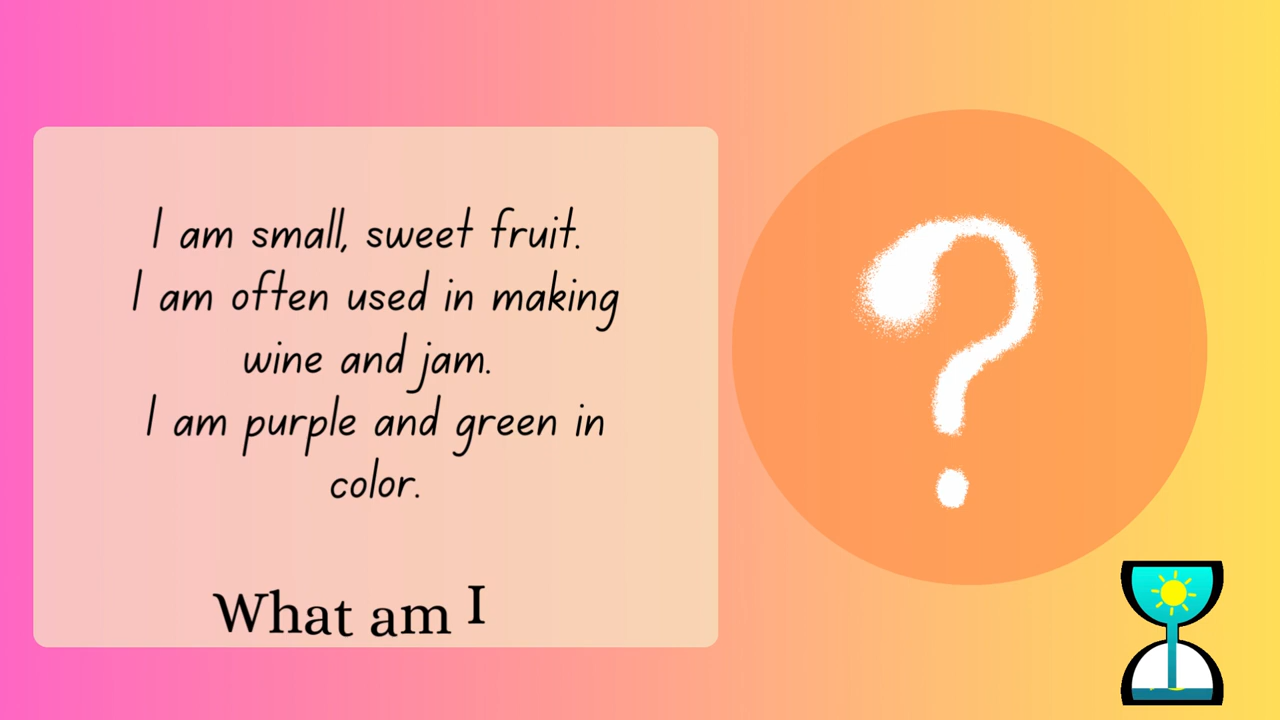 I am small, sweet fruit.
I am often used in making
wine and jam.
I am purple and green in
color.
What am I
?